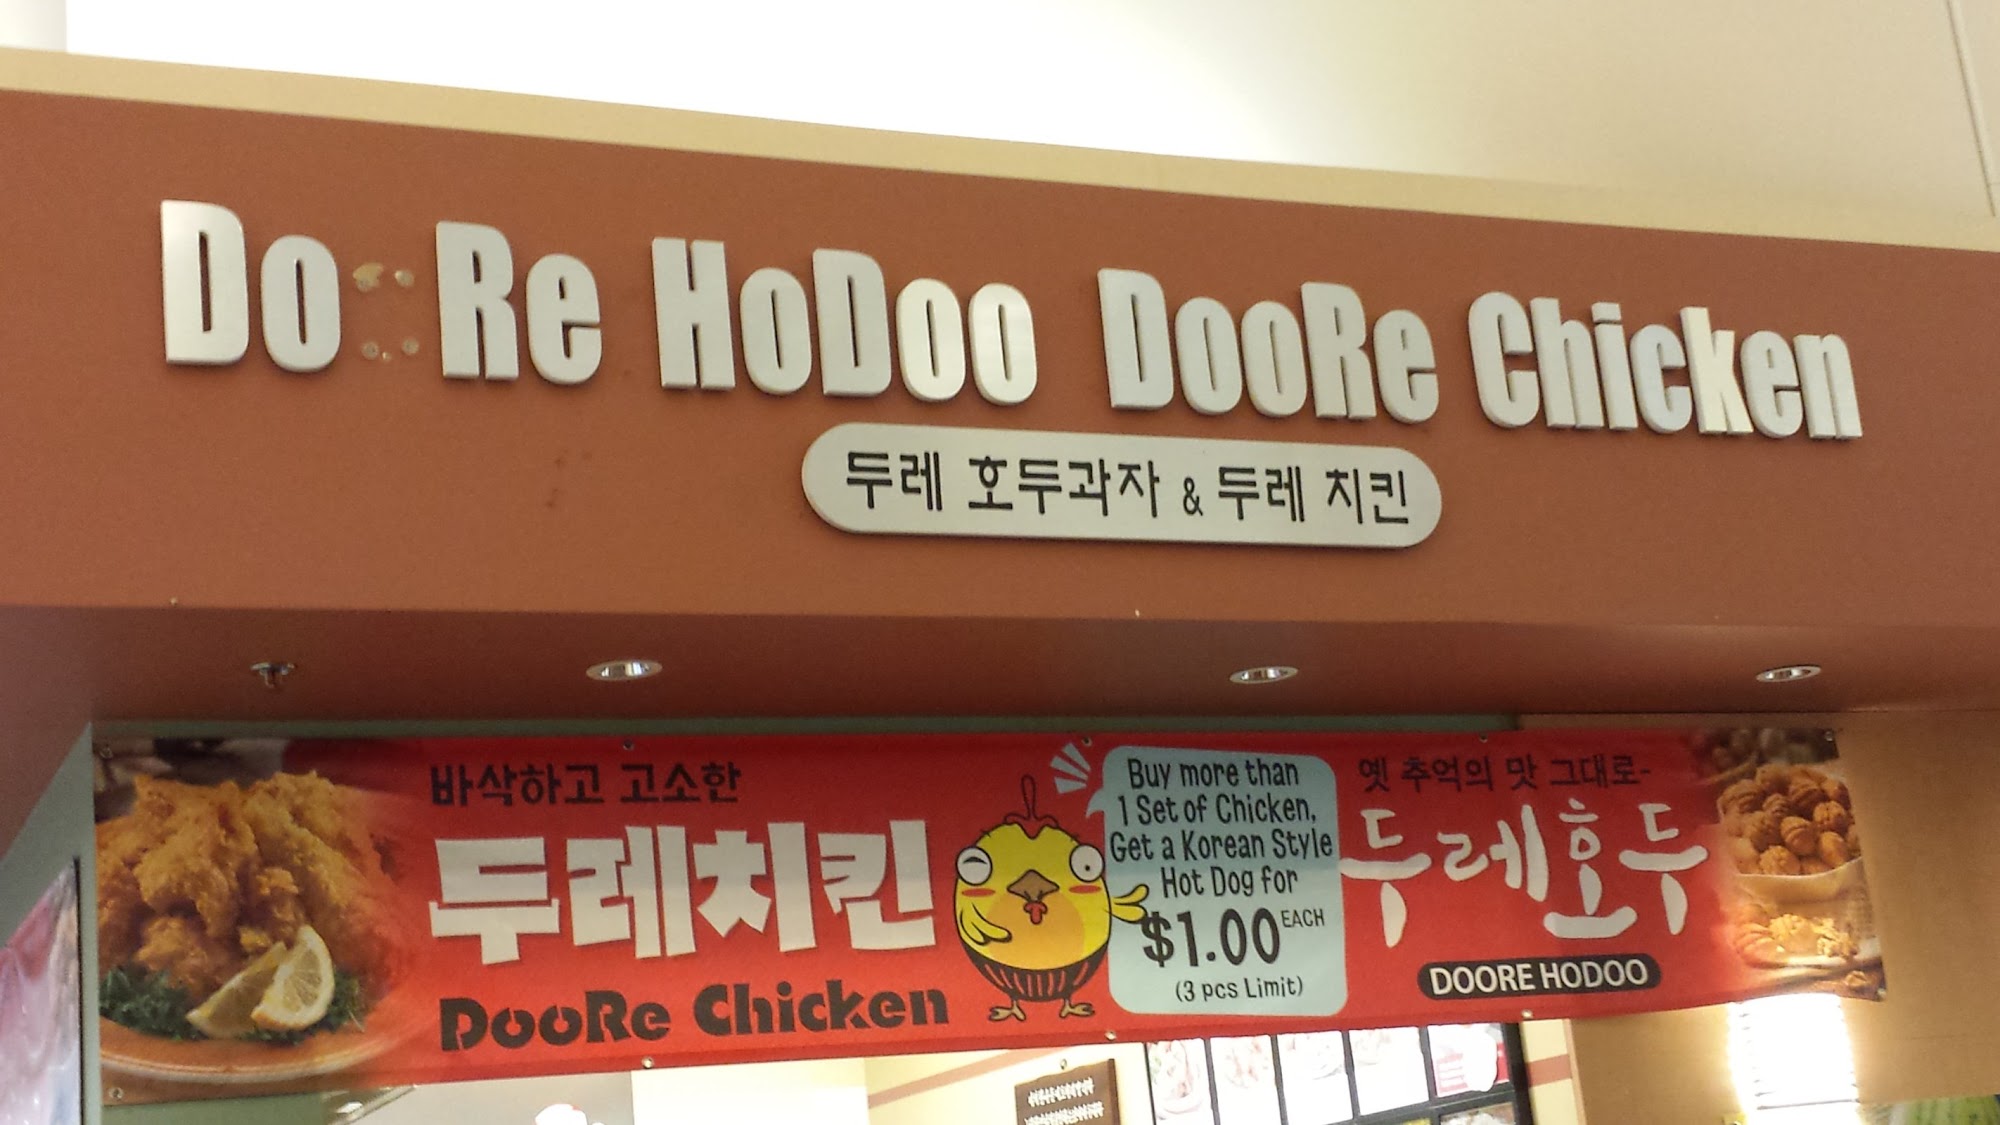 Do Re HoDoo DooRe Chicken
두레 호두과자 & 두레 치킨
바삭하고 고소한
두레치킨
DooRe Chicken
Buy more than
1 Set of Chicken,
Get a Korean Style
Hot Dog for
$1.00 EACH
(3 pcs Limit)
옛 추억의 맛 그대로-
두레호두
DOORE HODOO